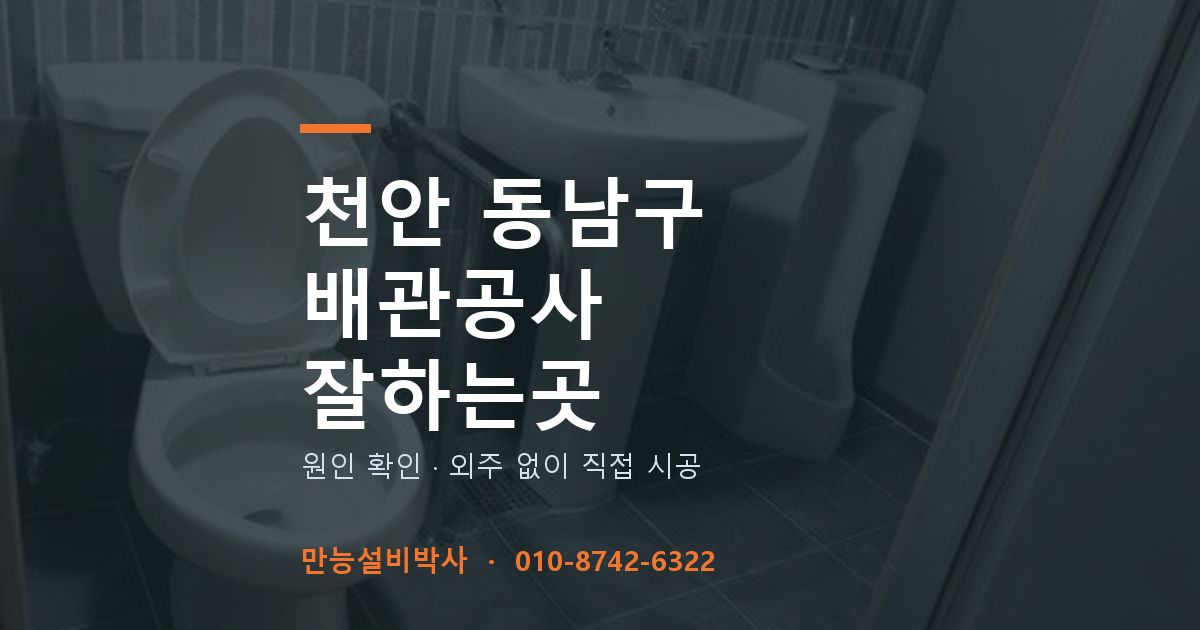 천안 동남구
배관공사
잘하는곳
원인 확인 · 외주 없이 직접 시공
만능설비박사 · 010-8742-6322